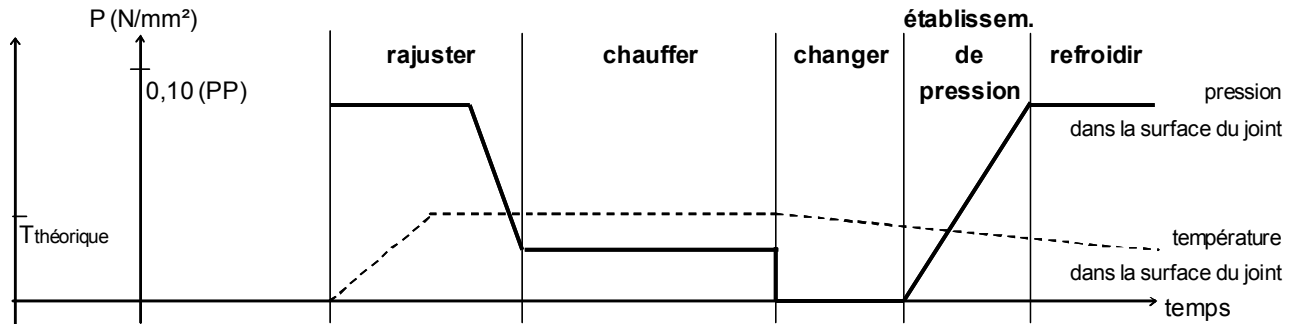 P (N/mm²)
0,10 (PP)
Tthéorique
rajuster
chauffer
changer
établissem.
de
pression
refroidir
pression
dans la surface du joint
température
dans la surface du joint
temps